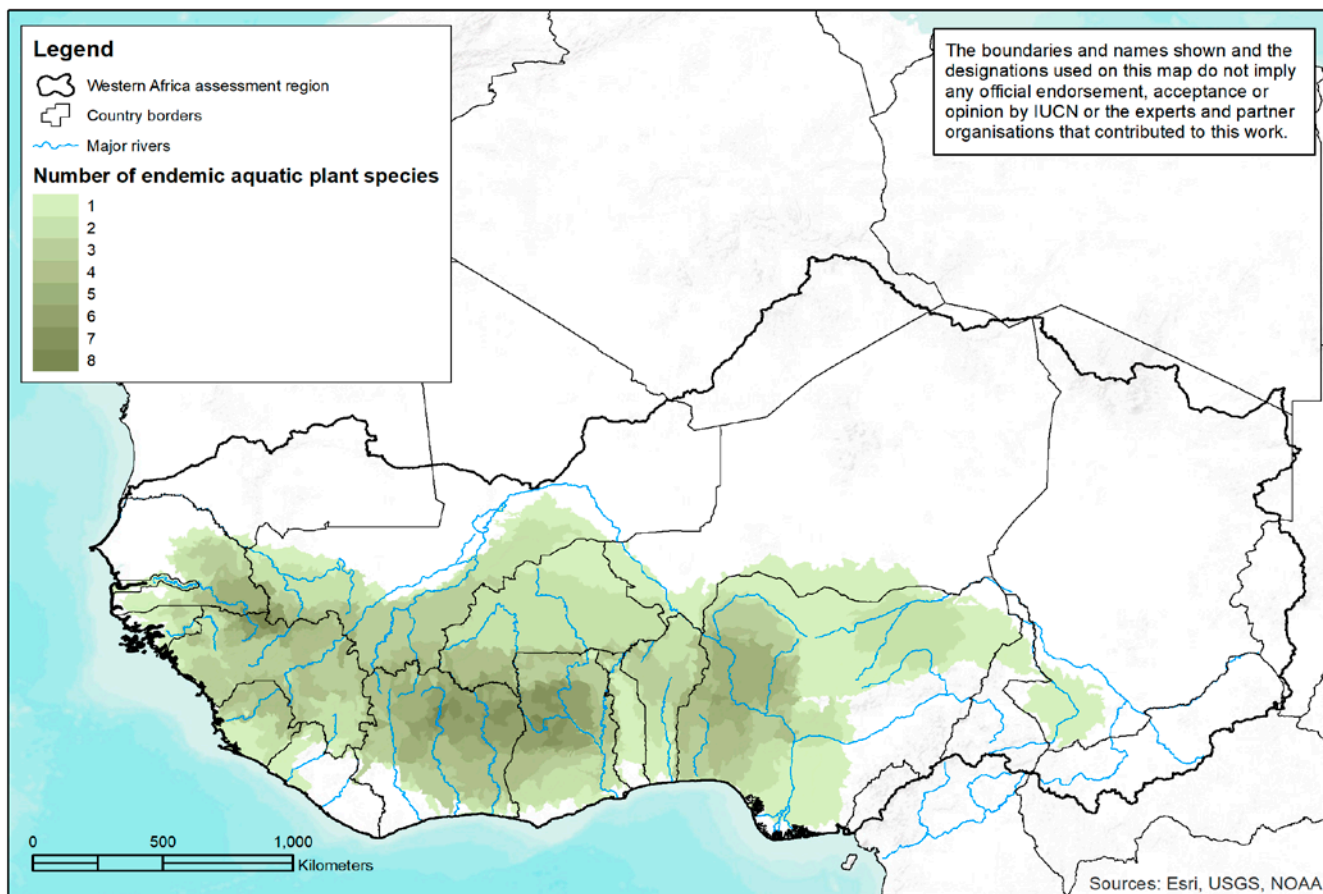 Legend
Western Africa assessment region
Country borders
Major rivers
Number of endemic aquatic plant species
1
2
3
4
5
6
7
8
The boundaries and names shown and the
designations used on this map do not imply
any official endorsement, acceptance or
opinion by IUCN or the experts and partner
organisations that contributed to this work.
0 500 1,000
Kilometers
Sources: Esri, USGS, NOAA